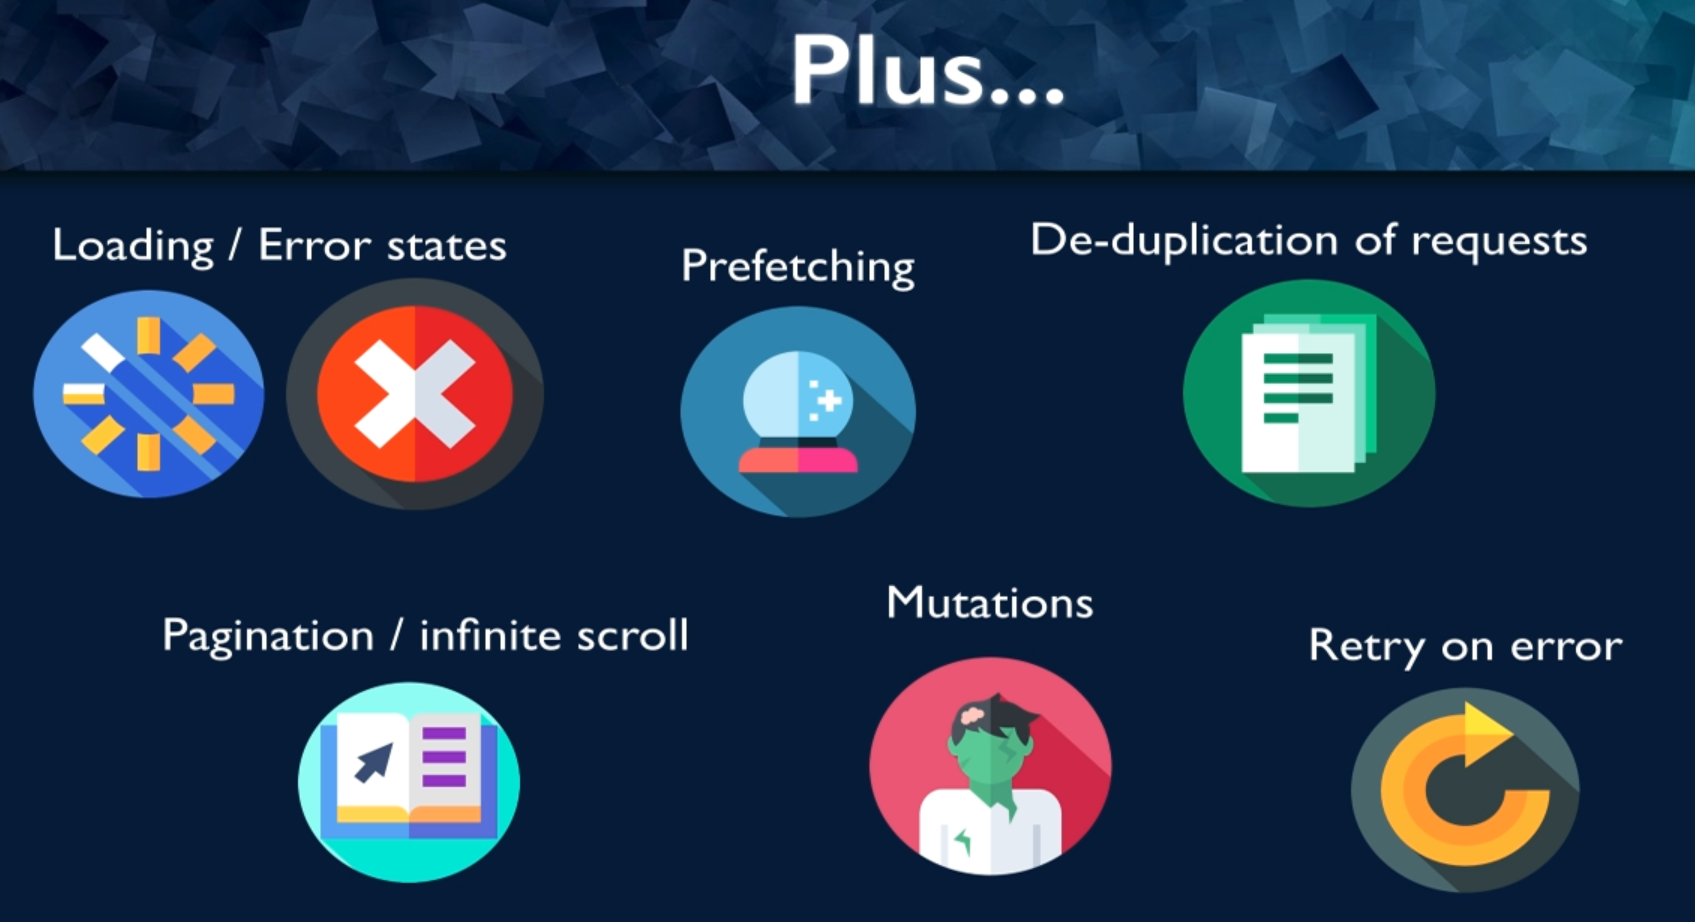 Plus...
Loading / Error states
Prefetching
De-duplication of requests
Pagination / infinite scroll
Mutations
Retry on error